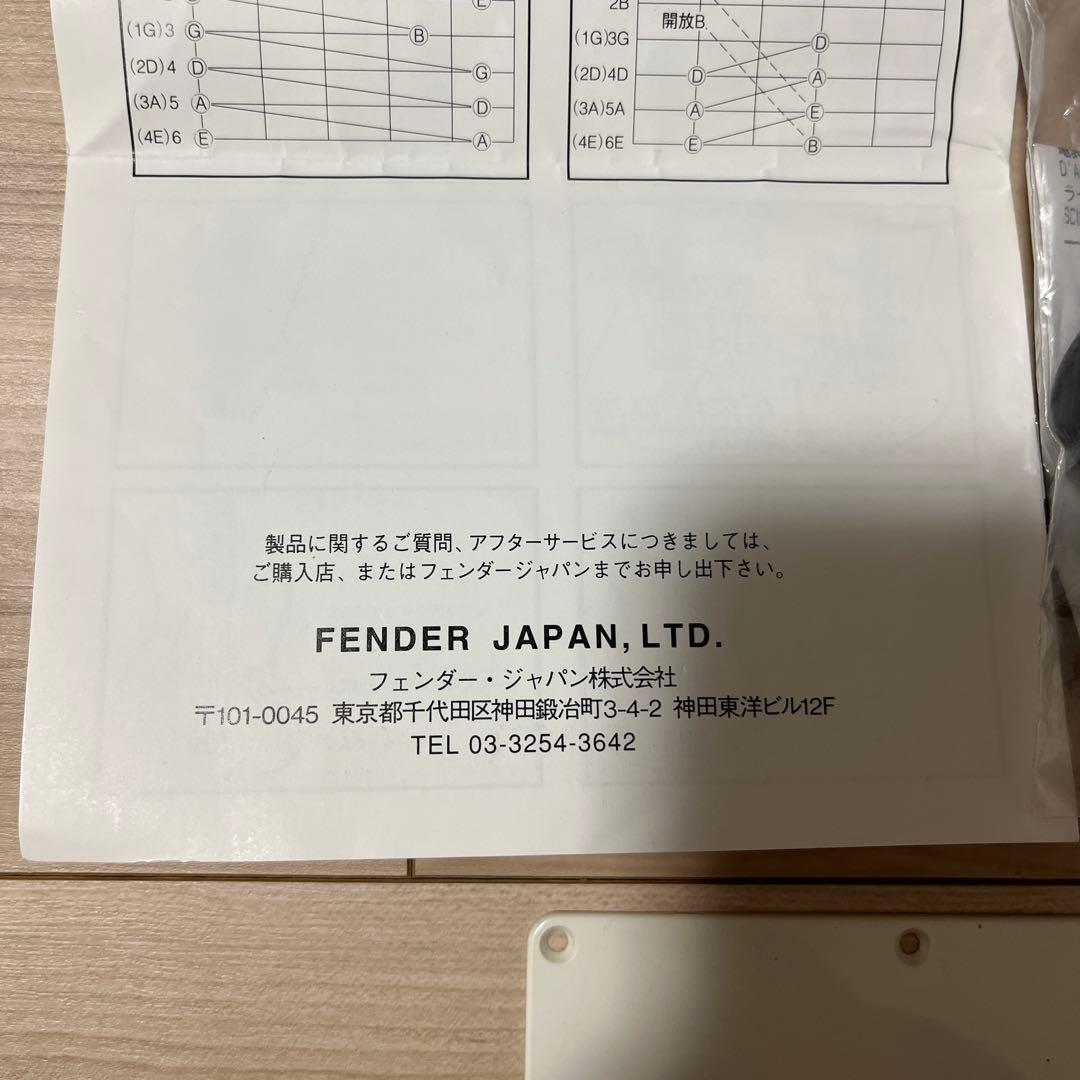 E
2B
開放B
(1G)3 G B
(1G)3G D
(2D)4 D G
(2D)4D D A
(3A)5 A D
(3A)5A A E
(4E)6 E A
(4E)6E E B
D'A
ラー
製品に関するご質問、アフターサービスにつきましては、
ご購入店、またはフェンダージャパンまでお申し出下さい。
FENDER JAPAN, LTD.
フェンダー・ジャパン株式会社
〒101-0045 東京都千代田区神田鍛冶町3-4-2 神田東洋ビル12F
TEL 03-3254-3642